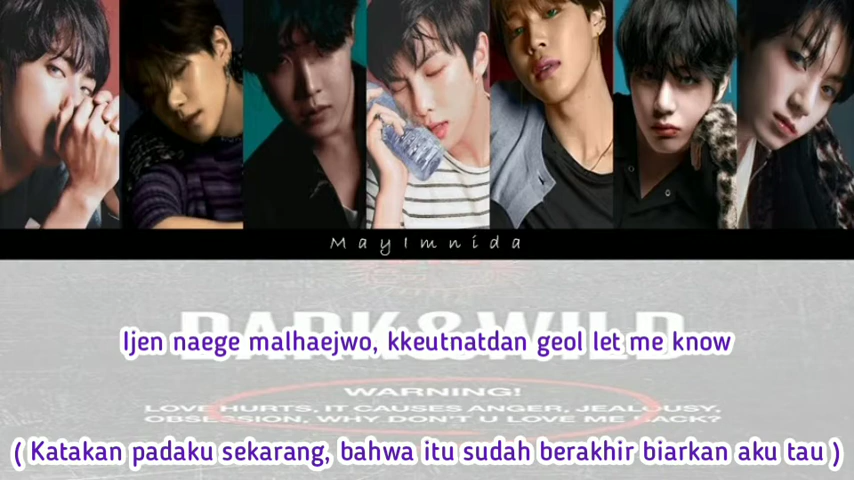 MayImnida
DARK&WILD
Ijen naege malhaejwo, kkeutnatdan geol let me know
WARNING!
LOVE HURTS, IT CAUSES ANGER, JEALOUSY,
OBSESSION, WHY DON'T U LOVE ME BACK?
( Katakan padaku sekarang, bahwa itu sudah berakhir biarkan aku tau )